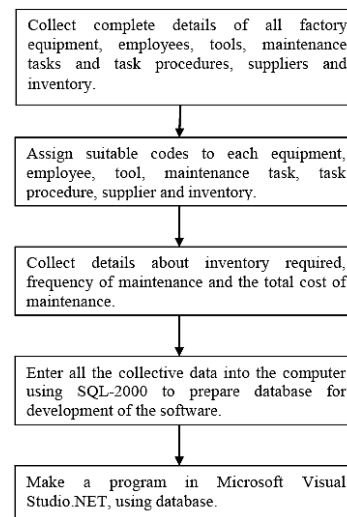 Collect complete details of all factory
equipment, employees, tools, maintenance
tasks and task procedures, suppliers and
inventory.
Assign suitable codes to each equipment,
employee, tool, maintenance task, task
procedure, supplier and inventory.
Collect details about inventory required,
frequency of maintenance and the total cost of
maintenance.
Enter all the collective data into the computer
using SQL-2000 to prepare database for
development of the software.
Make a program in Microsoft Visual
Studio.NET, using database.